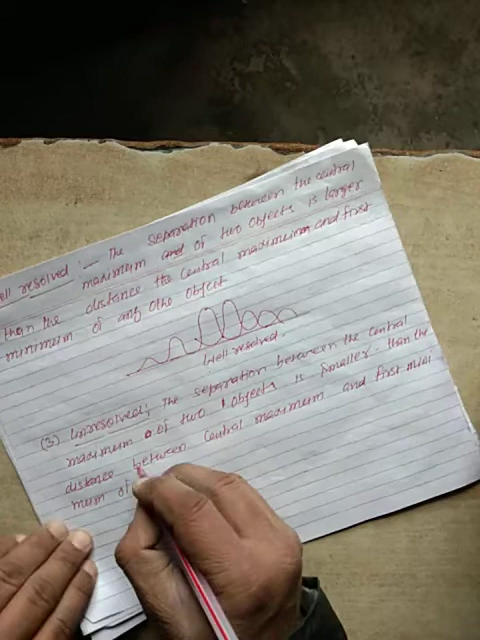 ell resolved :- The separation between the central
maximum and of two objects is larger
than the distance the central maximum and first
minimum of any othe object
Well resolved.
(3) Unresolved; The separation between the central
maximum of two objects is smaller than the
distance between central maximum and first mini
mum of